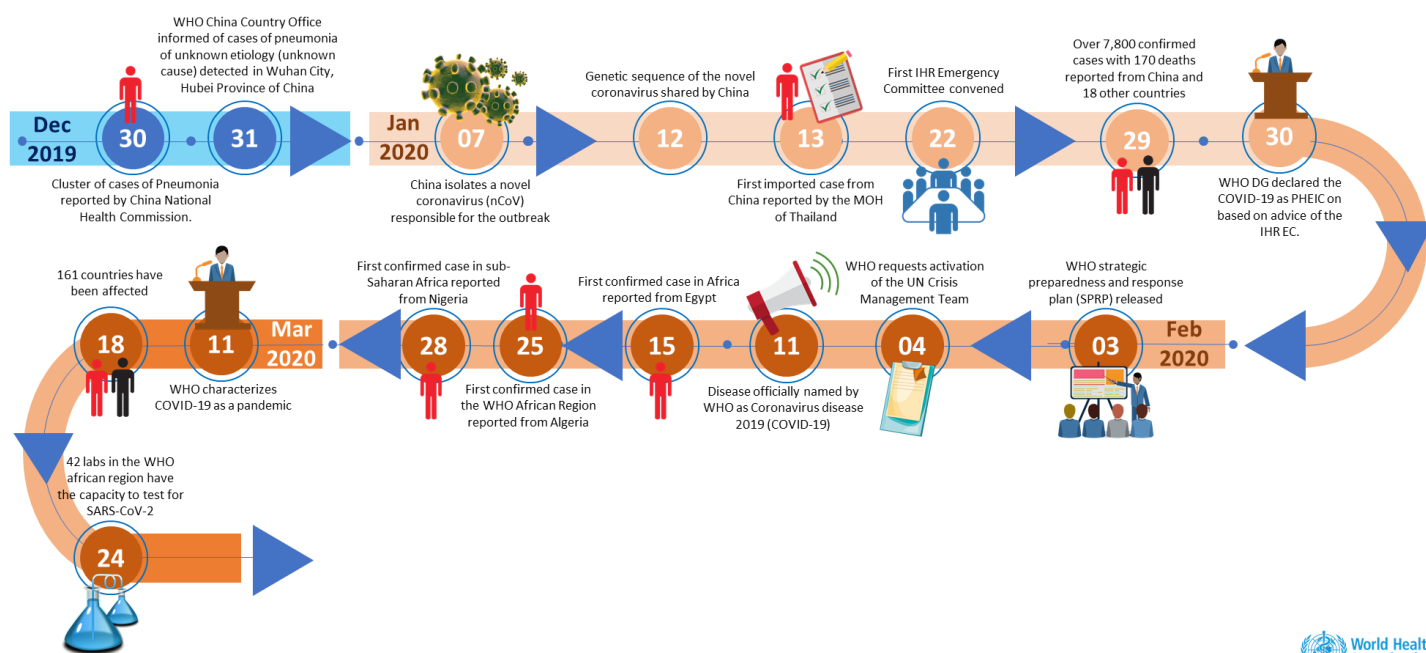 WHO China Country Office
informed of cases of pneumonia
of unknown etiology (unknown
cause) detected in Wuhan City,
Hubei Province of China
Genetic sequence of the novel
coronavirus shared by China
First IHR Emergency
Committee convened
Over 7,800 confirmed
cases with 170 deaths
reported from China and
18 other countries
Dec
2019
30
31
Jan
2020
07
12
13
22
29
30
Cluster of cases of Pneumonia
reported by China National
Health Commission.
China isolates a novel
coronavirus (nCoV)
responsible for the outbreak
First imported case from
China reported by the MOH
of Thailand
WHO DG declared the
COVID-19 as PHEIC on
based on advice of the
IHR EC.
WHO strategic
preparedness and response
plan (SPRP) released
WHO requests activation
of the UN Crisis
Management Team
First confirmed case in Africa
reported from Egypt
First confirmed case in sub-
Saharan Africa reported
from Nigeria
161 countries have
been affected
Feb
2020
03
04
11
15
25
28
Mar
2020
11
18
Disease officially named by
WHO as Coronavirus disease
2019 (COVID-19)
First confirmed case in
the WHO African Region
reported from Algeria
WHO characterizes
COVID-19 as a pandemic
42 labs in the WHO
african region have
the capacity to test for
SARS-CoV-2
24
World Healt